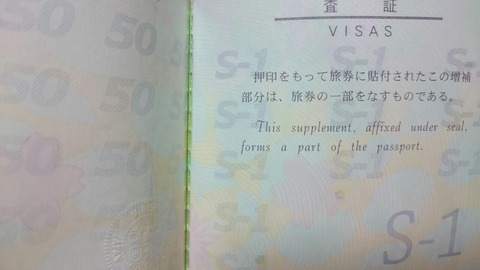 査証
VISAS
押印をもって旅券に貼付されたこの増補
部分は、旅券の一部をなすものである。
This supplement, affixed under seal,
forms a part of the passport.
S-1
50